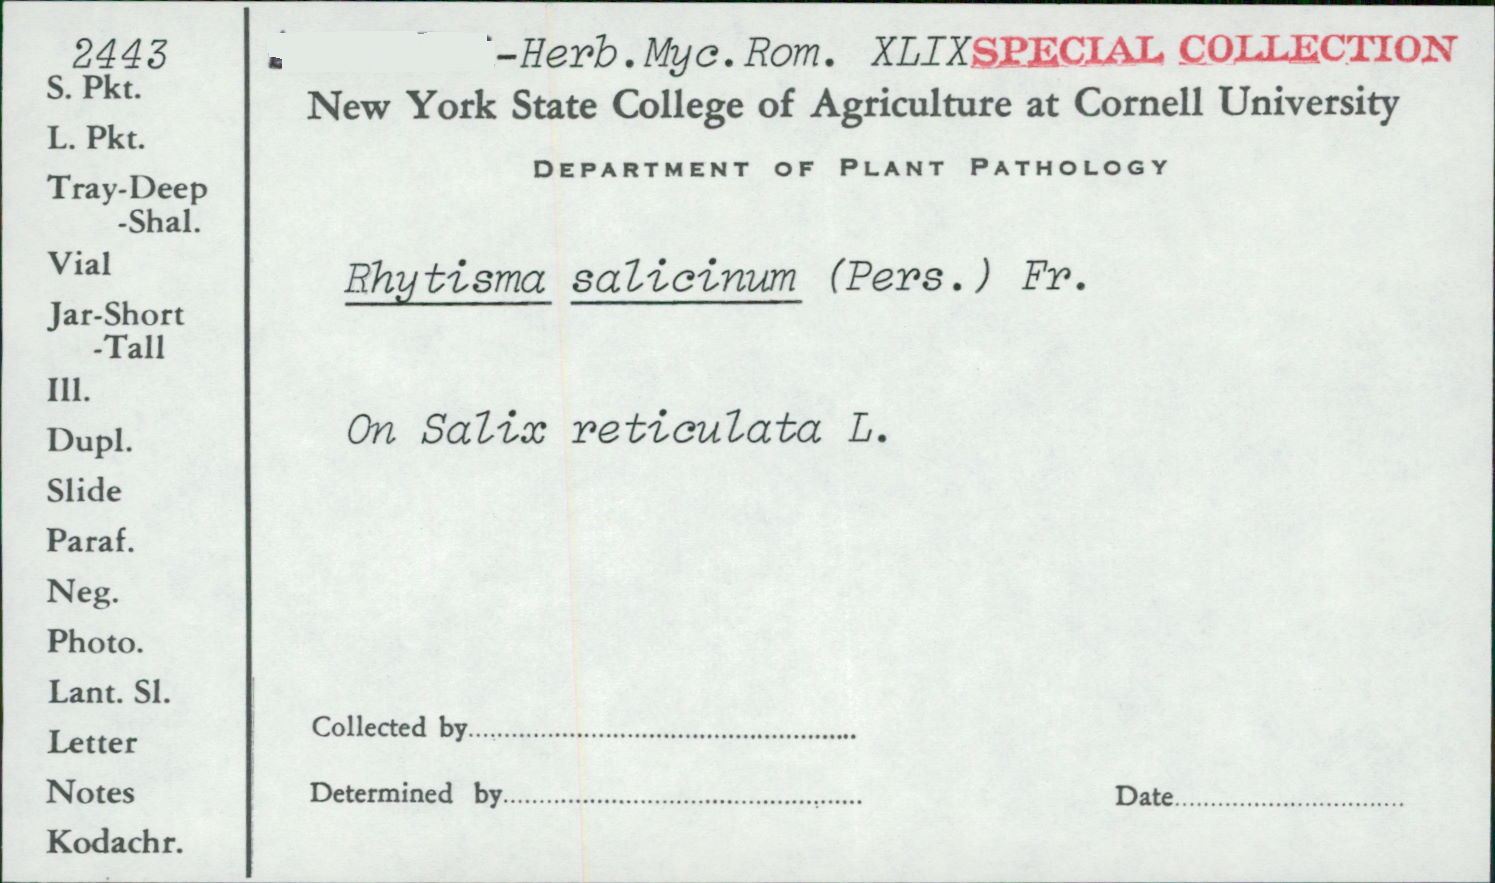 2443
S. Pkt.
L. Pkt.
Tray-Deep
-Shal.
Vial
Jar-Short
-Tall
Ill.
Dupl.
Slide
Paraf.
Neg.
Photo.
Lant. Sl.
Letter
Notes
Kodachr.
-Herb.Myc.Rom. XLIX SPECIAL COLLECTION
New York State College of Agriculture at Cornell University
DEPARTMENT OF PLANT PATHOLOGY
Rhytisma salicinum (Pers.) Fr.
On Salix reticulata L.
Collected by
Determined by
Date